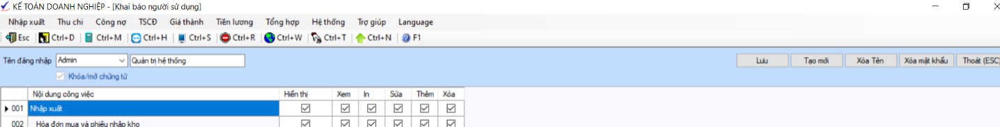 KẾ TOÁN DOANH NGHIỆP - [Khai báo người sử dụng]
Nhập xuất Thu chi Công nợ TSCĐ Giá thành Tiền lương Tổng hợp Hệ thống Trợ giúp Language
Esc Ctrl+D Ctrl+M Ctrl+H Ctrl+S Ctrl+R Ctrl+W Ctrl+T Ctrl+N F1
Tên đăng nhập Admin Quản trị hệ thống Lưu Tạo mới Xóa Tên Xóa mật khẩu Thoát (ESC)
Khóa/mở chứng từ
Nội dung công việc Hiển thị Xem In Sửa Thêm Xóa
001 Nhập xuất
002 Hóa đơn mua và phiếu nhập kho